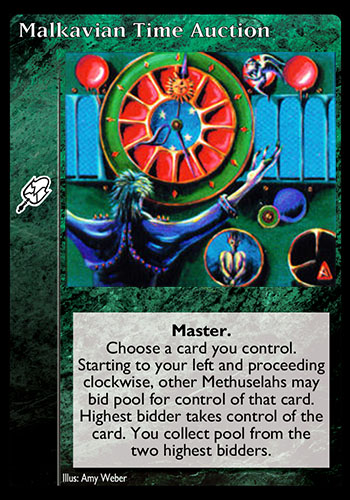 Malkavian Time Auction
Master.
Choose a card you control.
Starting to your left and proceeding
clockwise, other Methuselahs may
bid pool for control of that card.
Highest bidder takes control of the
card. You collect pool from the
two highest bidders.
Illus: Amy Weber